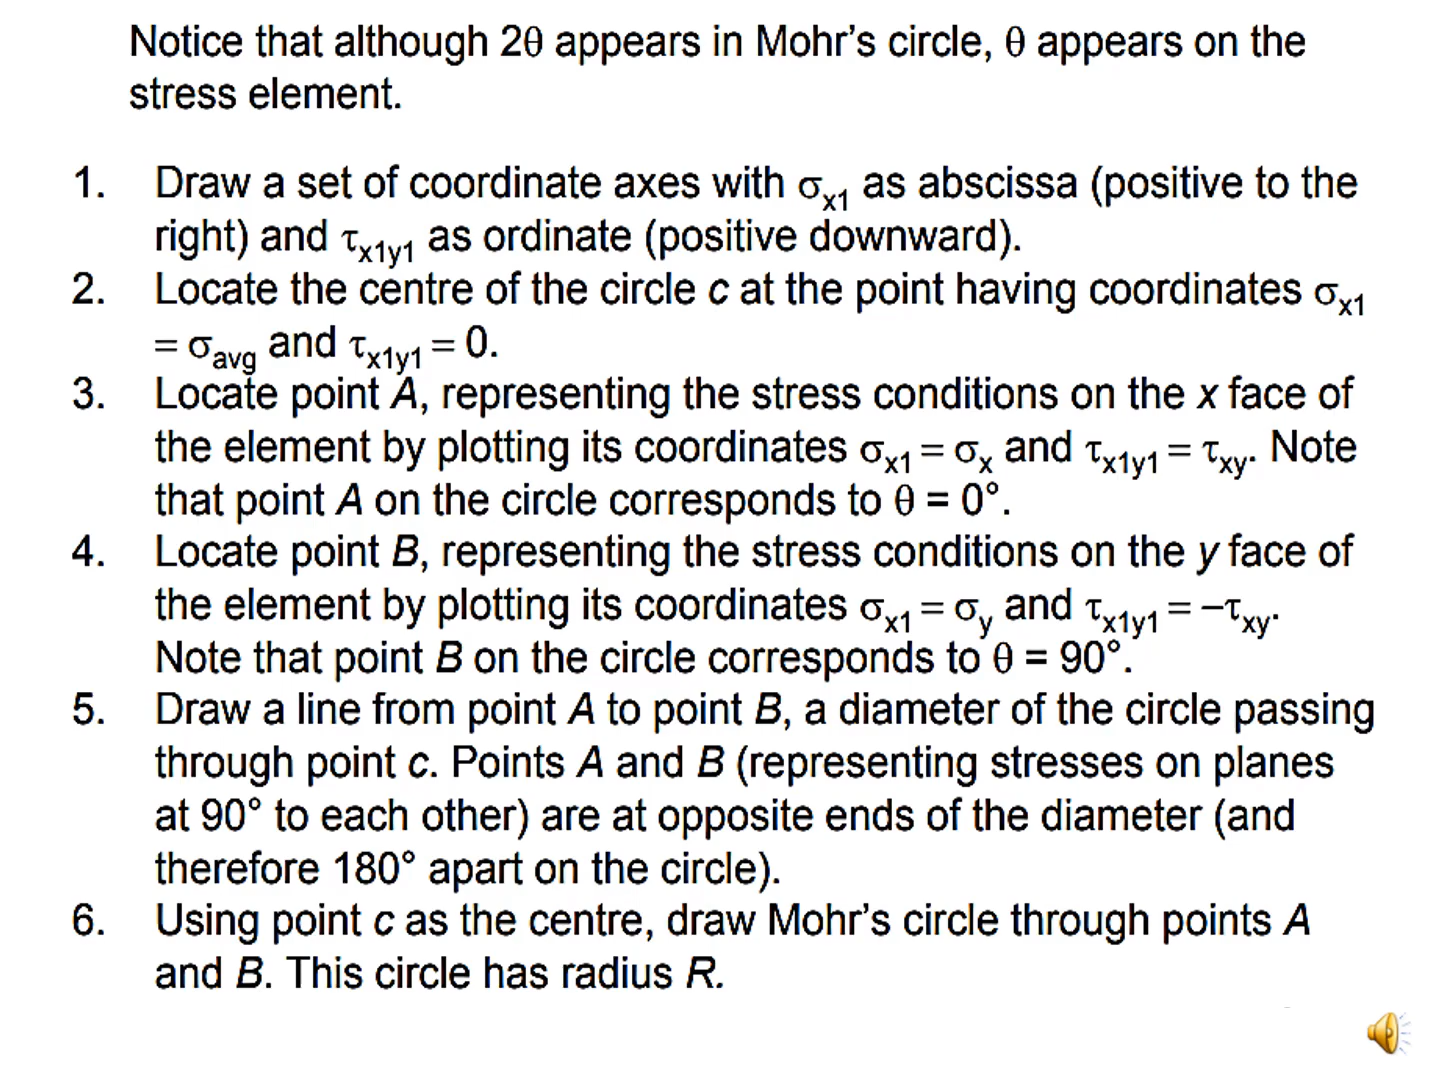 Notice that although 2θ appears in Mohr's circle, θ appears on the
stress element.
1. Draw a set of coordinate axes with σx1 as abscissa (positive to the
right) and τx1y1 as ordinate (positive downward).
2. Locate the centre of the circle c at the point having coordinates σx1
= σavg and τx1y1 = 0.
3. Locate point A, representing the stress conditions on the x face of
the element by plotting its coordinates σx1 = σx and τx1y1 = τxy. Note
that point A on the circle corresponds to θ = 0°.
4. Locate point B, representing the stress conditions on the y face of
the element by plotting its coordinates σx1 = σy and τx1y1 = −τxy.
Note that point B on the circle corresponds to θ = 90°.
5. Draw a line from point A to point B, a diameter of the circle passing
through point c. Points A and B (representing stresses on planes
at 90° to each other) are at opposite ends of the diameter (and
therefore 180° apart on the circle).
6. Using point c as the centre, draw Mohr's circle through points A
and B. This circle has radius R.